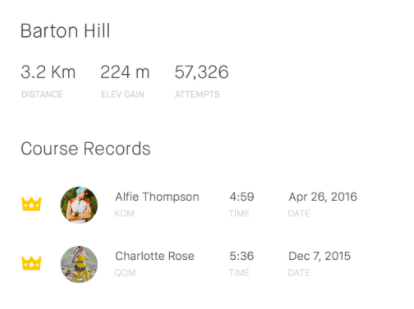 Barton Hill
3.2 Km 224 m 57,326
DISTANCE ELEV GAIN ATTEMPTS
Course Records
Alfie Thompson 4:59 Apr 26, 2016
KOM TIME DATE
Charlotte Rose 5:36 Dec 7, 2015
QOM TIME DATE